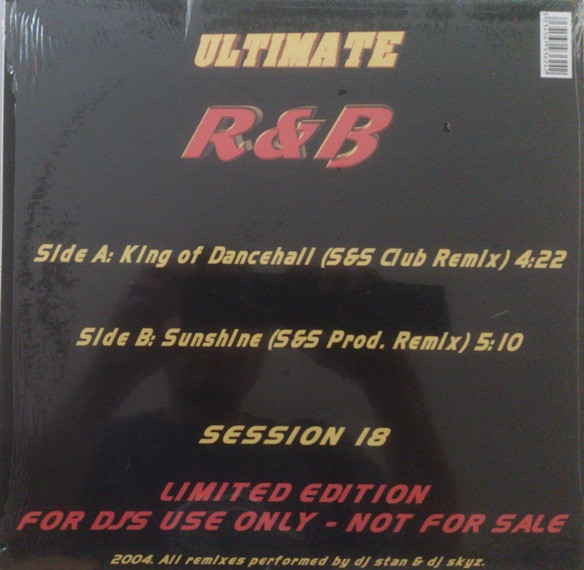 ULTIMATE
R&B
Side A: King of Dancehall (S&S Club Remix) 4:22
Side B: Sunshine (S&S Prod. Remix) 5:10
SESSION 18
LIMITED EDITION
FOR DJ'S USE ONLY - NOT FOR SALE
2004. All remixes performed by dj stan & dj skyz.